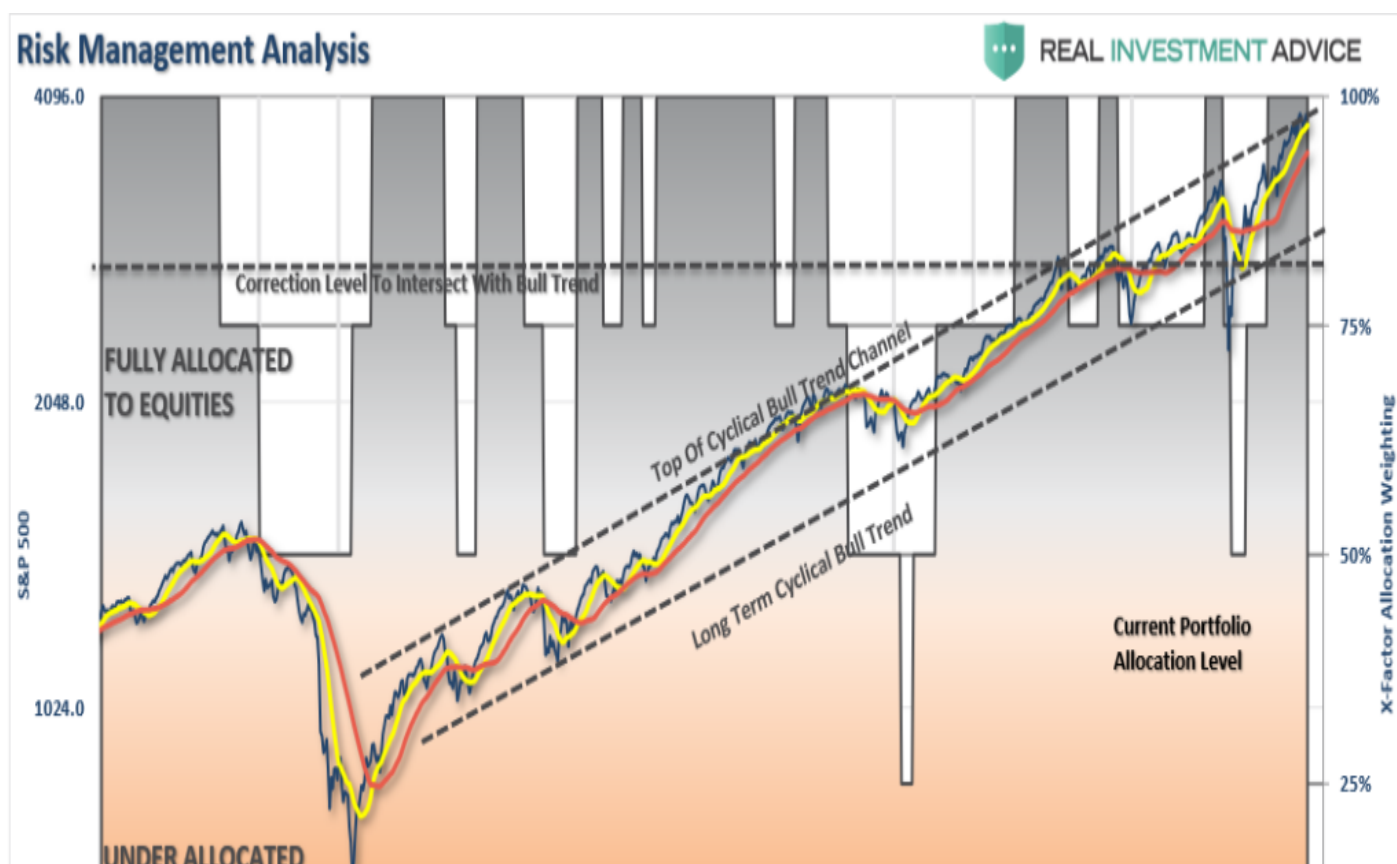 Risk Management Analysis
REAL INVESTMENT ADVICE
4096.0
100%
Correction Level To Intersect With Bull Trend
FULLY ALLOCATED
TO EQUITIES
75%
2048.0
Top Of Cyclical Bull Trend Channel
Long Term Cyclical Bull Trend
S&P 500
50%
X-Factor Allocation Weighting
Current Portfolio
Allocation Level
1024.0
25%
UNDER ALLOCATED